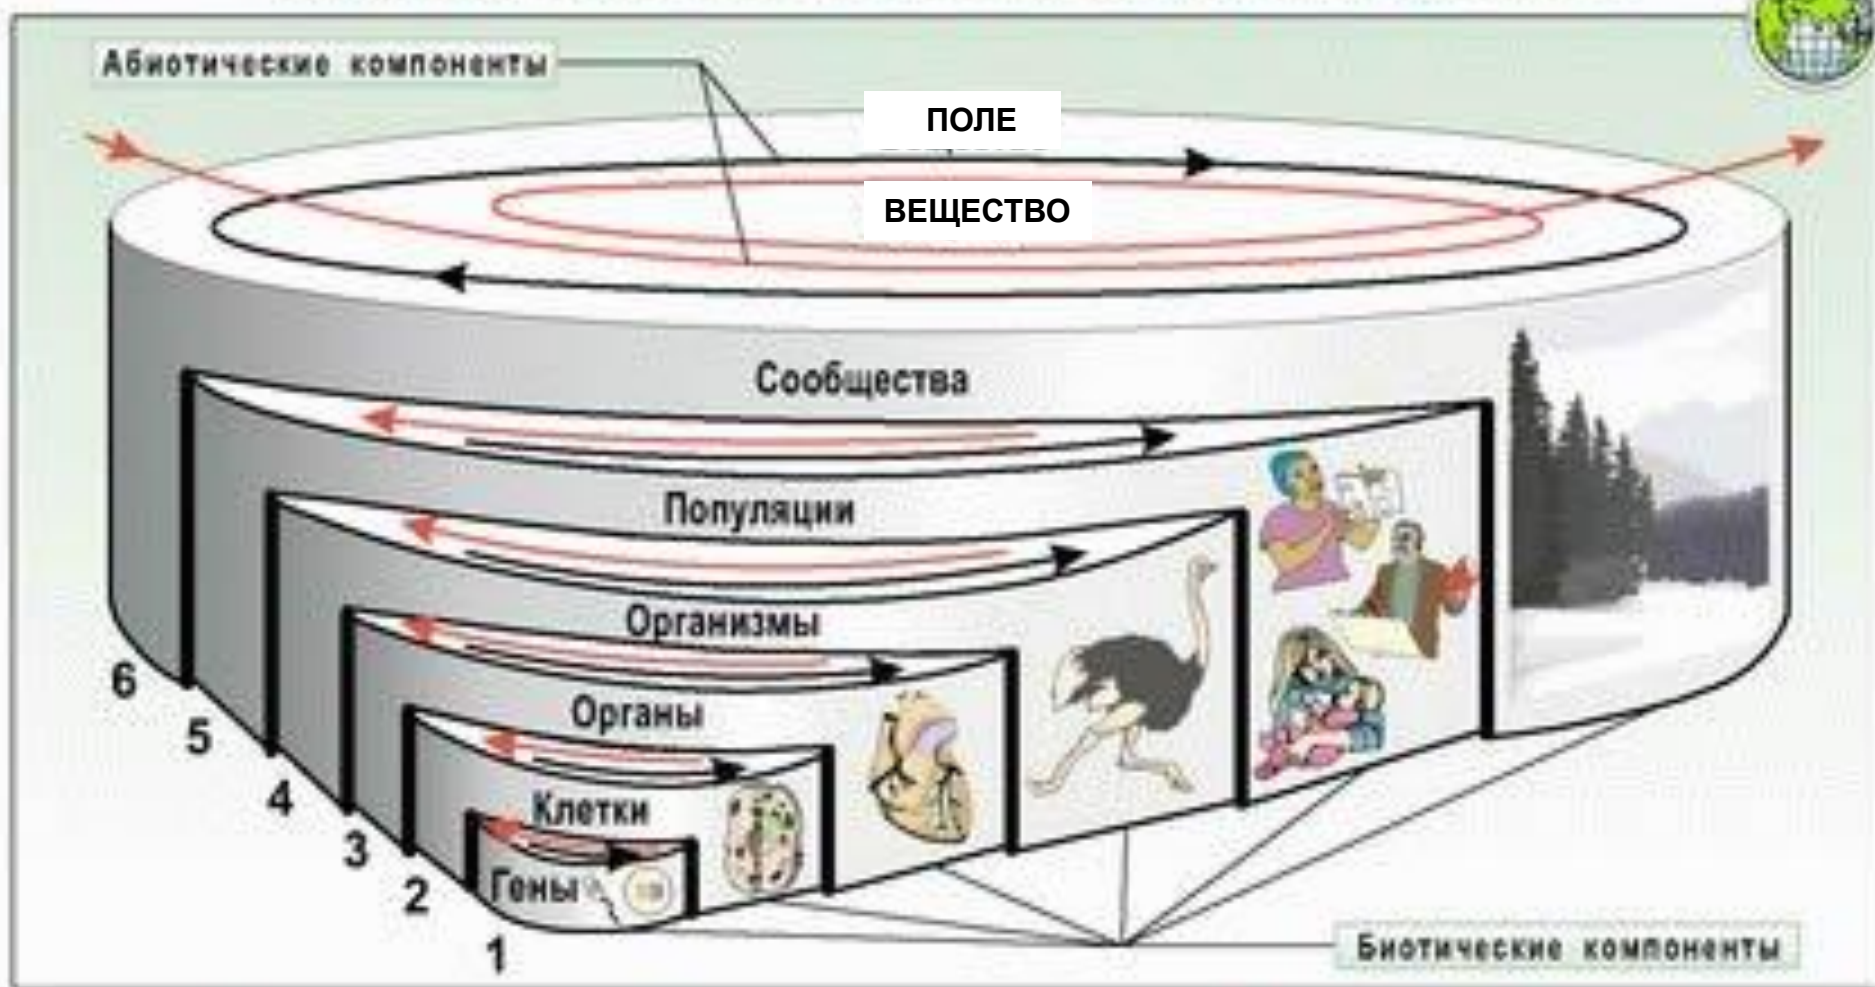 Абиотические компоненты
ПОЛЕ
ВЕЩЕСТВО
Сообщества
Популяции
Организмы
Органы
Клетки
Гены
6
5
4
3
2
1
Биотические компоненты